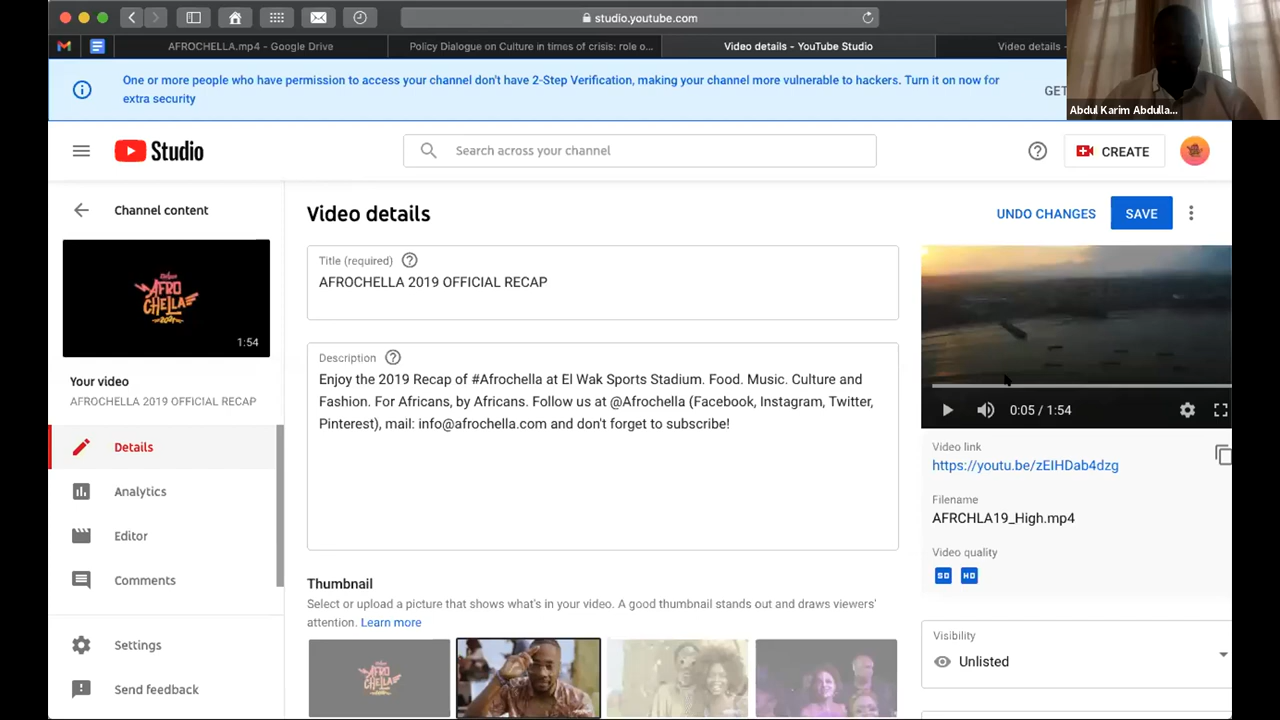 studio.youtube.com
AFROCHELLA.mp4 - Google Drive
Policy Dialogue on Culture in times of crisis: role o...
Video details - YouTube Studio
Video details -
One or more people who have permission to access your channel don't have 2-Step Verification, making your channel more vulnerable to hackers. Turn it on now for
extra security
GET
Abdul Karim Abdulla...
Studio
Search across your channel
CREATE
Channel content
Video details
UNDO CHANGES
SAVE
Title (required)
AFROCHELLA 2019 OFFICIAL RECAP
AFRO
CHELLA
1:54
Description
Enjoy the 2019 Recap of #Afrochella at El Wak Sports Stadium. Food. Music. Culture and
Fashion. For Africans, by Africans. Follow us at @Afrochella (Facebook, Instagram, Twitter,
Pinterest), mail: info@afrochella.com and don't forget to subscribe!
Your video
AFROCHELLA 2019 OFFICIAL RECAP
0:05 / 1:54
Details
Analytics
Editor
Comments
Settings
Send feedback
Video link
https://youtu.be/zEIHDab4dzg
Filename
AFRCHLA19_High.mp4
Video quality
SD
HD
Thumbnail
Select or upload a picture that shows what's in your video. A good thumbnail stands out and draws viewers'
attention. Learn more
AFRO
CHELLA
Visibility
Unlisted